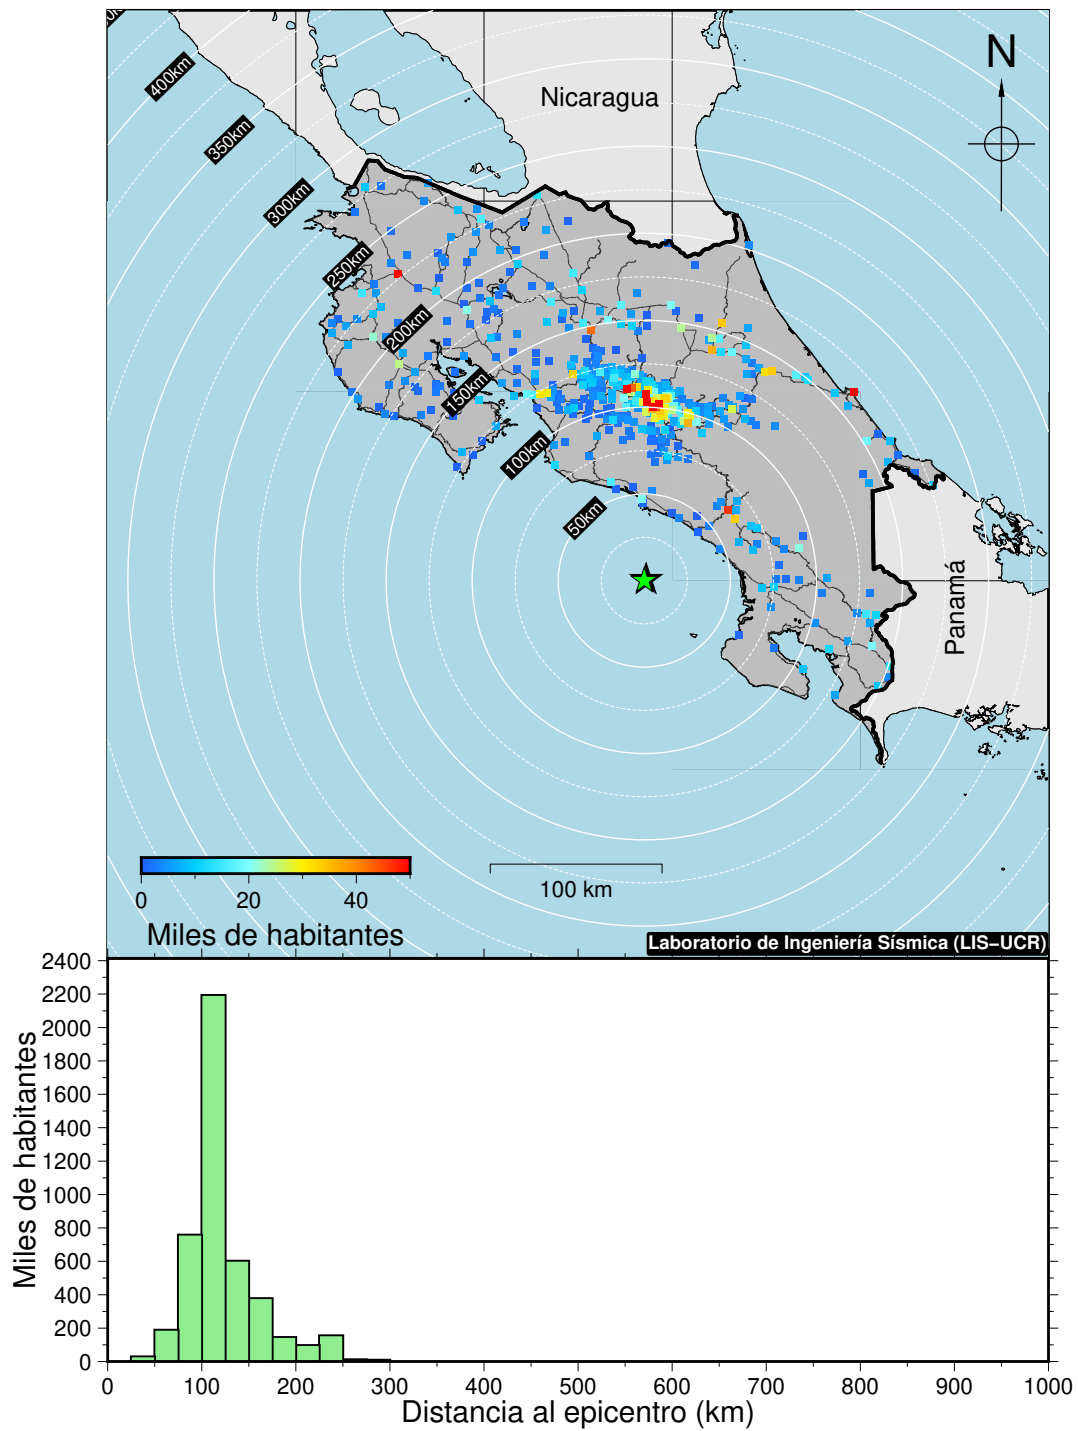 400km
350km
300km
250km
200km
150km
100km
50km
Nicaragua
N
Panamá
0 20 40
Miles de habitantes
100 km
Laboratorio de Ingeniería Sísmica (LIS−UCR)
2400
2200
2000
1800
1600
1400
1200
1000
800
600
400
200
0
Miles de habitantes
0 100 200 300 400 500 600 700 800 900 1000
Distancia al epicentro (km)